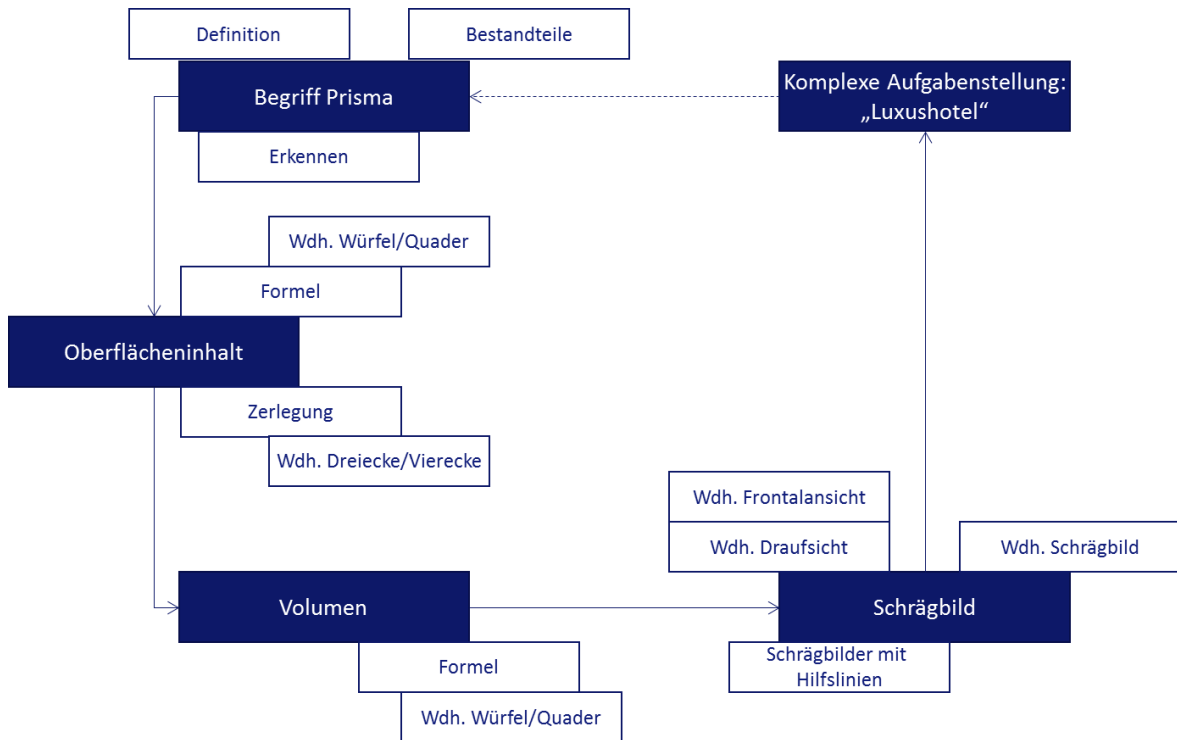 Definition
Bestandteile
Begriff Prisma
Komplexe Aufgabenstellung:
„Luxushotel“
Erkennen
Wdh. Würfel/Quader
Formel
Oberflächeninhalt
Zerlegung
Wdh. Dreiecke/Vierecke
Wdh. Frontalansicht
Wdh. Draufsicht
Wdh. Schrägbild
Volumen
Schrägbild
Formel
Schrägbilder mit
Hilfslinien
Wdh. Würfel/Quader